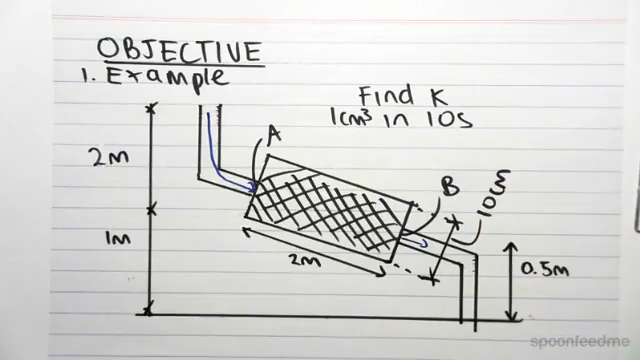 OBJECTIVE
1. Example
Find K
1cm³ in 10s
A
2m
B
10cm
1m
2m
0.5m
spoonfeedme